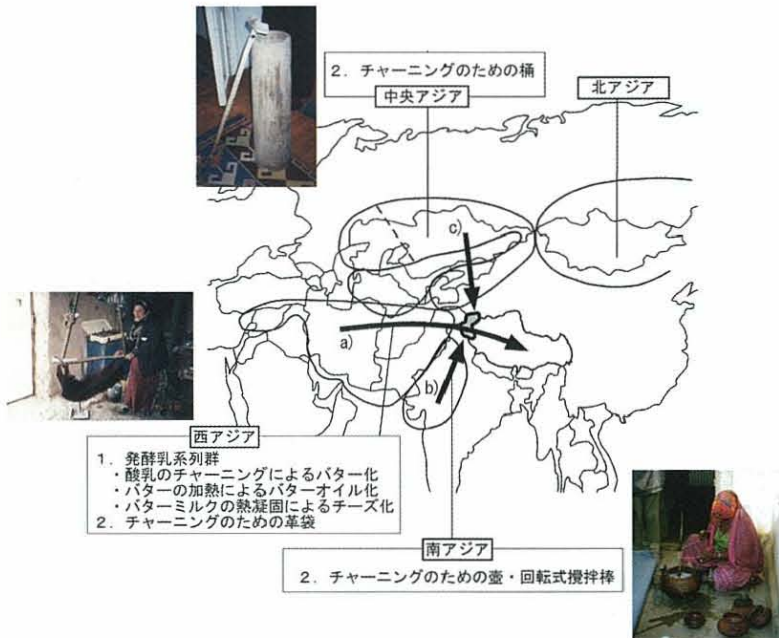 2. チャーニングのための桶
中央アジア
北アジア
c)
a)
b)
西アジア
1. 発酵乳系列群
・酸乳のチャーニングによるバター化
・バターの加熱によるバターオイル化
・バターミルクの熱凝固によるチーズ化
2. チャーニングのための革袋
南アジア
2. チャーニングのための壺・回転式攪拌棒